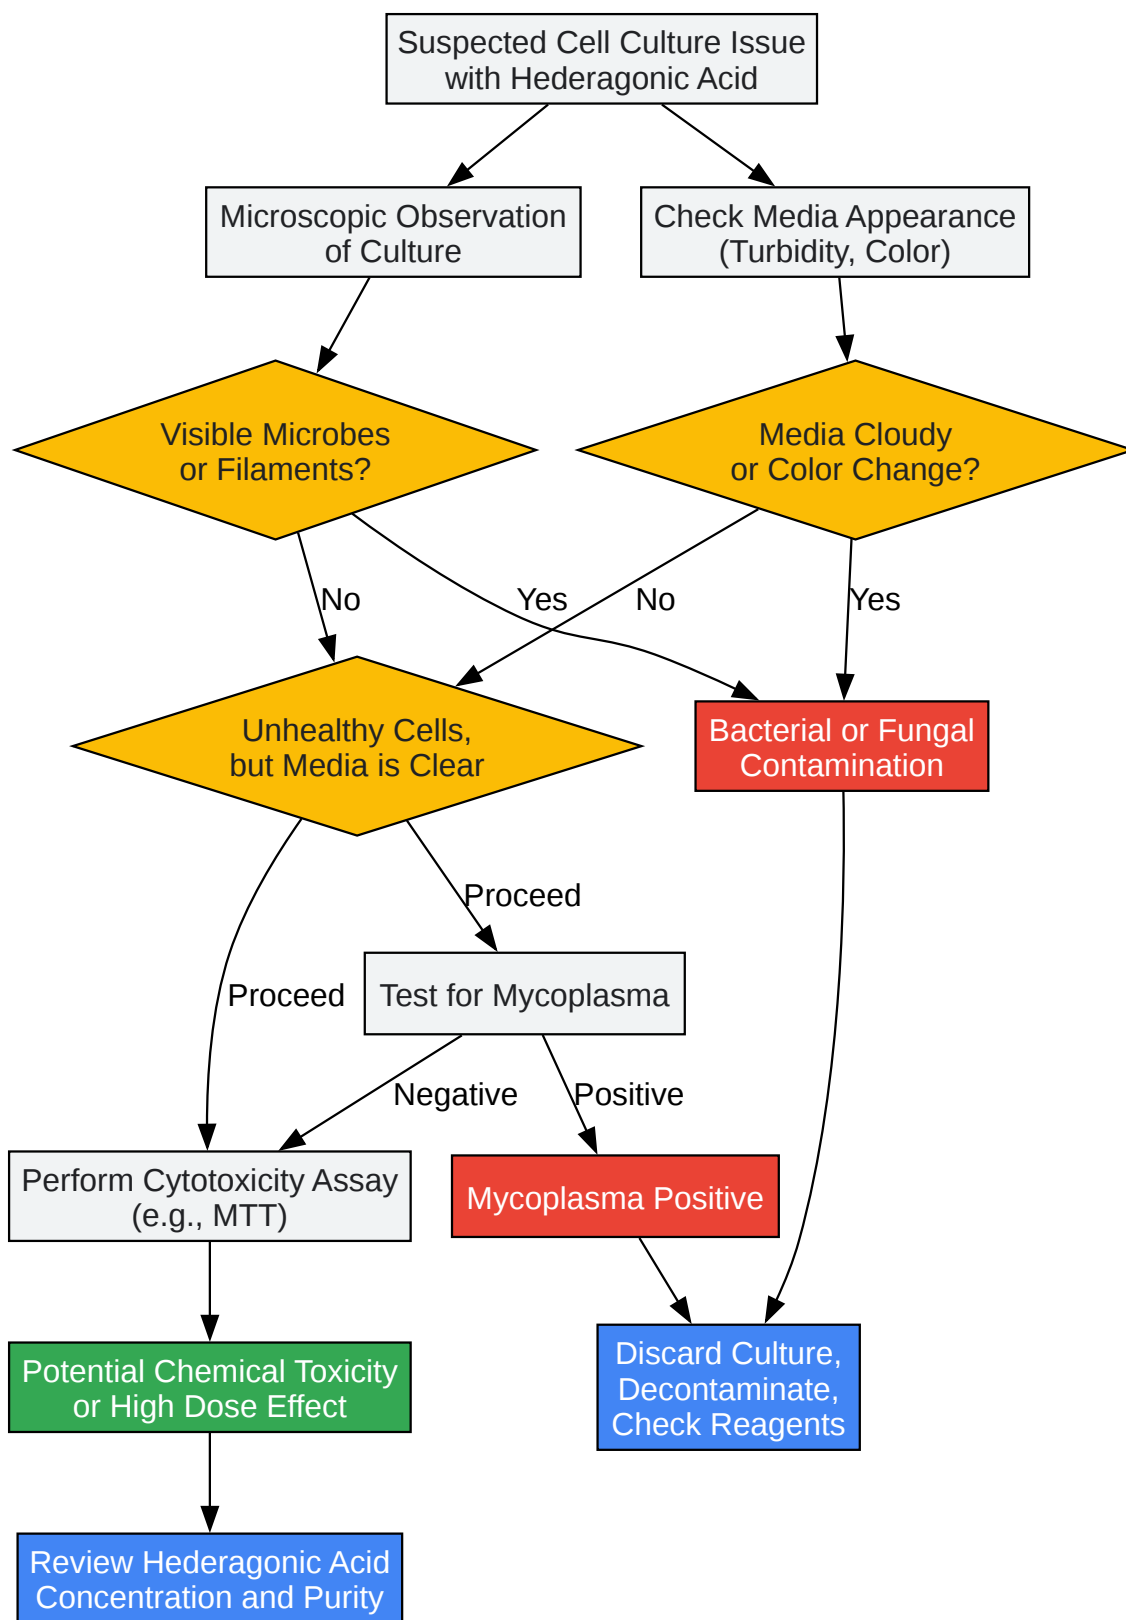 Suspected Cell Culture Issue
with Hederagonic Acid
Microscopic Observation
of Culture
Check Media Appearance
(Turbidity, Color)
Visible Microbes
or Filaments?
Media Cloudy
or Color Change?
No
Yes
No
Yes
Unhealthy Cells,
but Media is Clear
Bacterial or Fungal
Contamination
Proceed
Proceed
Test for Mycoplasma
Negative
Positive
Perform Cytotoxicity Assay
(e.g., MTT)
Mycoplasma Positive
Potential Chemical Toxicity
or High Dose Effect
Discard Culture,
Decontaminate,
Check Reagents
Review Hederagonic Acid
Concentration and Purity